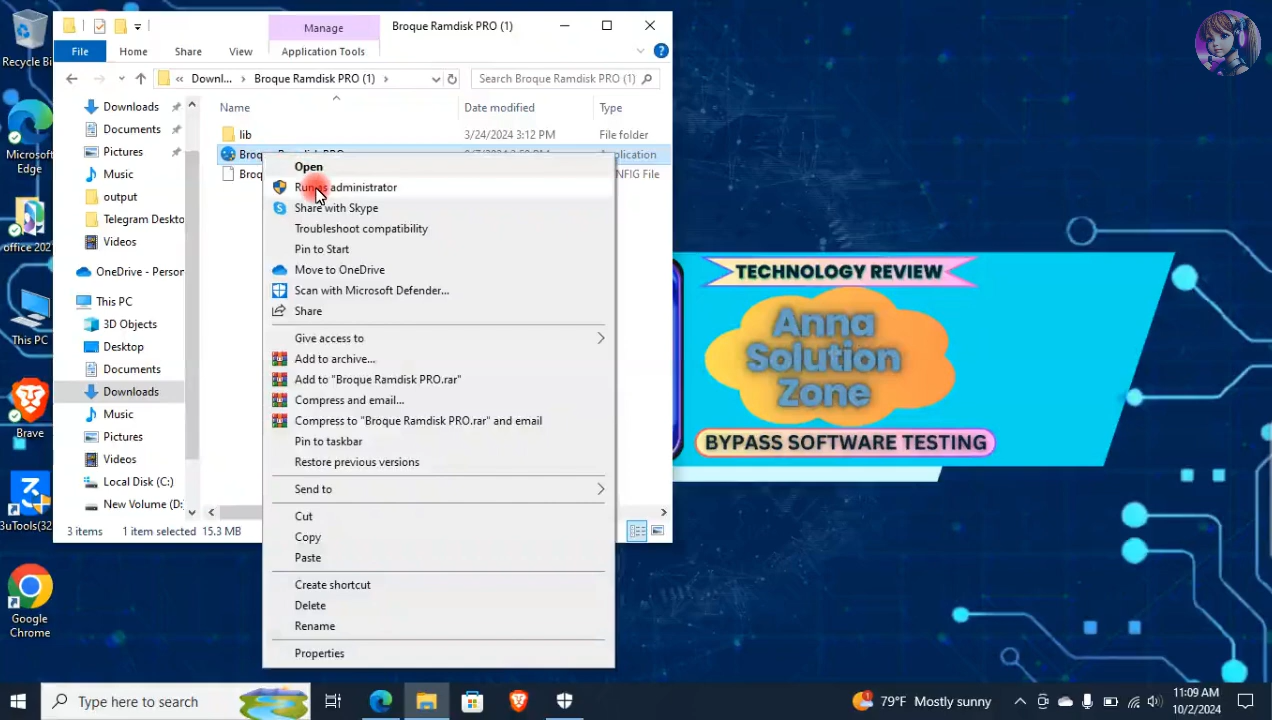 Recycle Bi
Microsoft
Edge
office 202
This PC
Brave
3uTools(32
Google
Chrome
Manage
Broque Ramdisk PRO (1)
File
Home
Share
View
Application Tools
Downl...
Broque Ramdisk PRO (1)
Search Broque Ramdisk PRO (1)
Downloads
Documents
Pictures
Music
output
Telegram Deskto
Videos
OneDrive - Person
This PC
3D Objects
Desktop
Documents
Downloads
Music
Pictures
Videos
Local Disk (C:)
New Volume (D:
Name
Date modified
Type
lib
3/24/2024 3:12 PM
File folder
Application
NFIG File
3 items
1 item selected
15.3 MB
Open
Run as administrator
Share with Skype
Troubleshoot compatibility
Pin to Start
Move to OneDrive
Scan with Microsoft Defender...
Share
Give access to
Add to archive...
Add to "Broque Ramdisk PRO.rar"
Compress and email...
Compress to "Broque Ramdisk PRO.rar" and email
Pin to taskbar
Restore previous versions
Send to
Cut
Copy
Paste
Create shortcut
Delete
Rename
Properties
TECHNOLOGY REVIEW
Anna
Solution
Zone
BYPASS SOFTWARE TESTING
Type here to search
79°F Mostly sunny
11:09 AM
10/2/2024